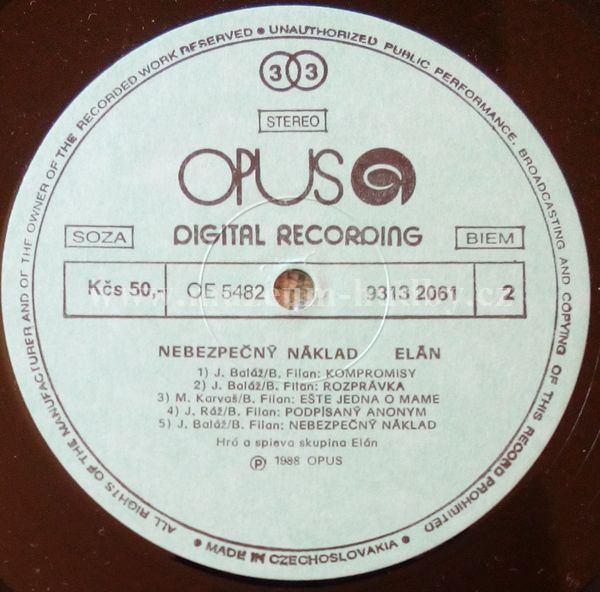 ALL RIGHTS OF THE MANUFACTURER AND OF THE OWNER OF THE RECORDED WORK RESERVED ● UNAUTHORIZED PUBLIC PERFORMANCE, BROADCASTING AND COPYING OF THIS RECORD PROHIBITED
33
STEREO
OPUS
SOZA DIGITAL RECORDING BIEM
Kčs 50,- OE 5482 9313 2061 2
NEBEZPEČNÝ NÁKLAD ELÁN
1) J. Baláž/B. Filan: KOMPROMISY
2) J. Baláž/B. Filan: ROZPRÁVKA
3) M. Karvaš/B. Filan: EŠTE JEDNA O MAME
4) J. Ráž/B. Filan: PODPÍSANÝ ANONYM
5) J. Baláž/B. Filan: NEBEZPEČNÝ NÁKLAD
Hrá a spieva skupina Elán
Ⓟ 1988 OPUS
● MADE IN CZECHOSLOVAKIA ●